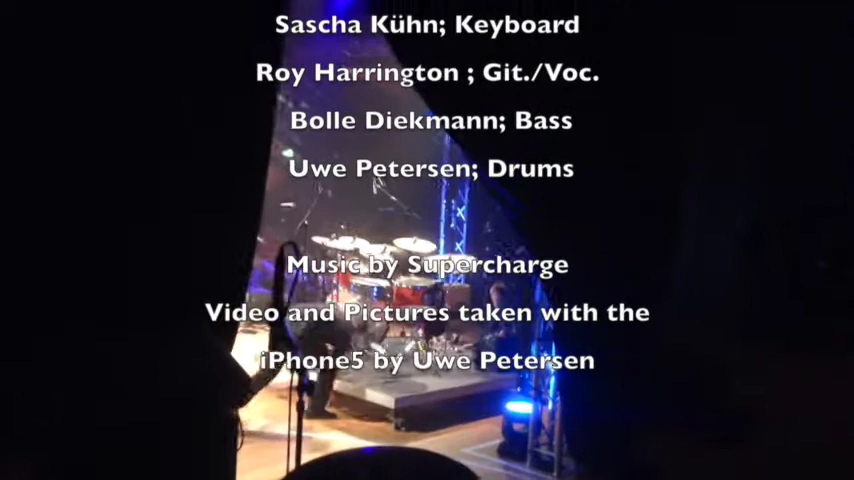 Sascha Kühn; Keyboard
Roy Harrington ; Git./Voc.
Bolle Diekmann; Bass
Uwe Petersen; Drums
Music by Supercharge
Video and Pictures taken with the
iPhone5 by Uwe Petersen